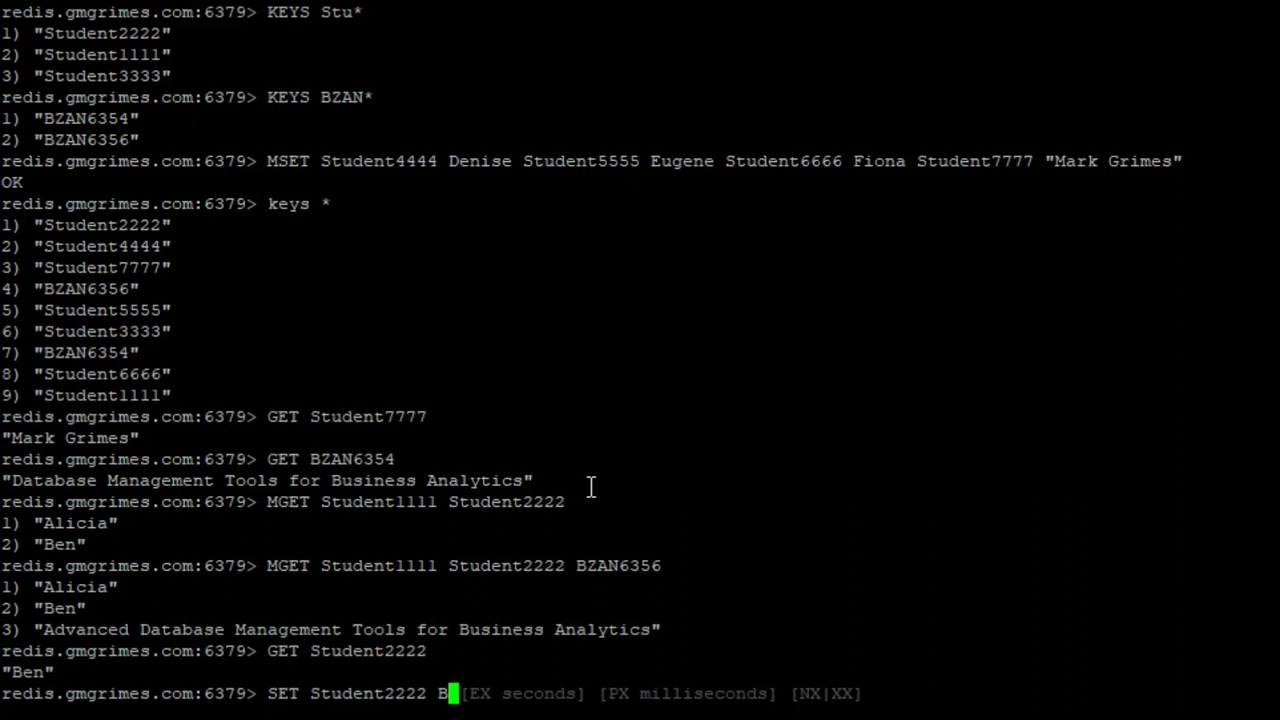 redis.gmgrimes.com:6379> KEYS Stu*
1) "Student2222"
2) "Student1111"
3) "Student3333"
redis.gmgrimes.com:6379> KEYS BZAN*
1) "BZAN6354"
2) "BZAN6356"
redis.gmgrimes.com:6379> MSET Student4444 Denise Student5555 Eugene Student6666 Fiona Student7777 "Mark Grimes"
OK
redis.gmgrimes.com:6379> keys *
1) "Student2222"
2) "Student4444"
3) "Student7777"
4) "BZAN6356"
5) "Student5555"
6) "Student3333"
7) "BZAN6354"
8) "Student6666"
9) "Student1111"
redis.gmgrimes.com:6379> GET Student7777
"Mark Grimes"
redis.gmgrimes.com:6379> GET BZAN6354
"Database Management Tools for Business Analytics"
redis.gmgrimes.com:6379> MGET Student1111 Student2222
1) "Alicia"
2) "Ben"
redis.gmgrimes.com:6379> MGET Student1111 Student2222 BZAN6356
1) "Alicia"
2) "Ben"
3) "Advanced Database Management Tools for Business Analytics"
redis.gmgrimes.com:6379> GET Student2222
"Ben"
redis.gmgrimes.com:6379> SET Student2222 B [EX seconds] [PX milliseconds] [NX|XX]